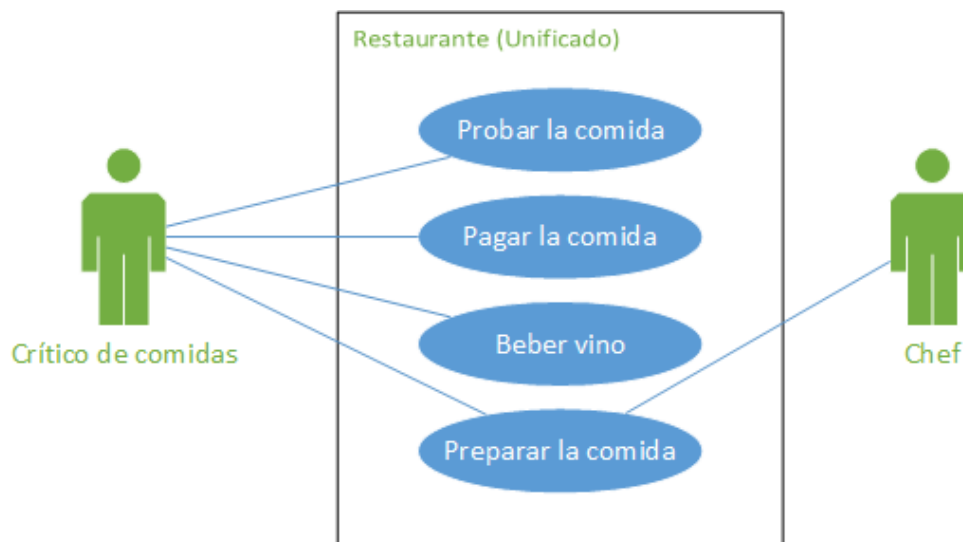 Restaurante (Unificado)
Probar la comida
Pagar la comida
Beber vino
Preparar la comida
Crítico de comidas
Chef